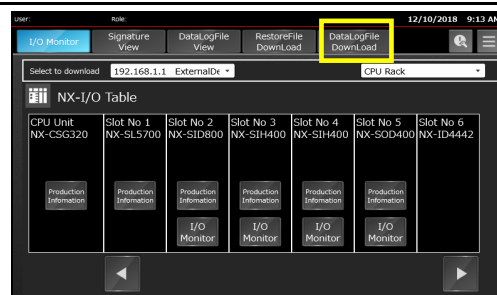 User: Role: 12/10/2018 9:13 AM
I/O Monitor Signature View DataLogFile View RestoreFile DownLoad DataLogFile DownLoad
Select to download 192.168.1.1 ExternalDe CPU Rack
NX-I/O Table
CPU Unit Slot No 1 Slot No 2 Slot No 3 Slot No 4 Slot No 5 Slot No 6
NX-CSG320 NX-SL5700 NX-SID800 NX-SIH400 NX-SIH400 NX-SOD400 NX-ID4442
Production Infomation Production Infomation Production Infomation Production Infomation Production Infomation Production Infomation
I/O Monitor I/O Monitor I/O Monitor I/O Monitor